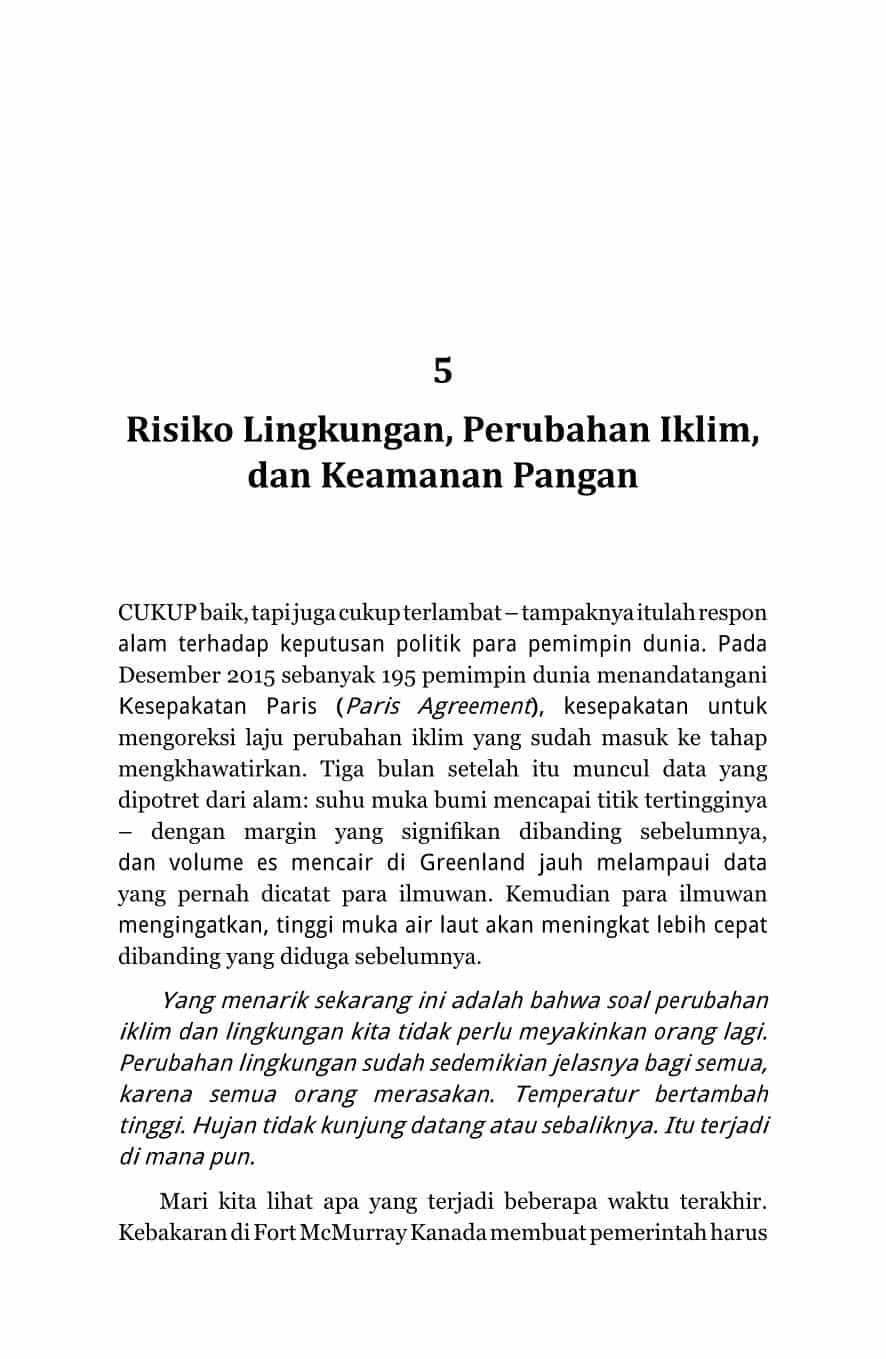 5
Risiko Lingkungan, Perubahan Iklim,
dan Keamanan Pangan
CUKUP baik, tapi juga cukup terlambat – tampaknya itulah respon
alam terhadap keputusan politik para pemimpin dunia. Pada
Desember 2015 sebanyak 195 pemimpin dunia menandatangani
Kesepakatan Paris (Paris Agreement), kesepakatan untuk
mengoreksi laju perubahan iklim yang sudah masuk ke tahap
mengkhawatirkan. Tiga bulan setelah itu muncul data yang
dipotret dari alam: suhu muka bumi mencapai titik tertingginya
– dengan margin yang signifikan dibanding sebelumnya,
dan volume es mencair di Greenland jauh melampaui data
yang pernah dicatat para ilmuwan. Kemudian para ilmuwan
mengingatkan, tinggi muka air laut akan meningkat lebih cepat
dibanding yang diduga sebelumnya.
Yang menarik sekarang ini adalah bahwa soal perubahan
iklim dan lingkungan kita tidak perlu meyakinkan orang lagi.
Perubahan lingkungan sudah sedemikian jelasnya bagi semua,
karena semua orang merasakan. Temperatur bertambah
tinggi. Hujan tidak kunjung datang atau sebaliknya. Itu terjadi
di mana pun.
Mari kita lihat apa yang terjadi beberapa waktu terakhir.
Kebakaran di Fort McMurray Kanada membuat pemerintah harus